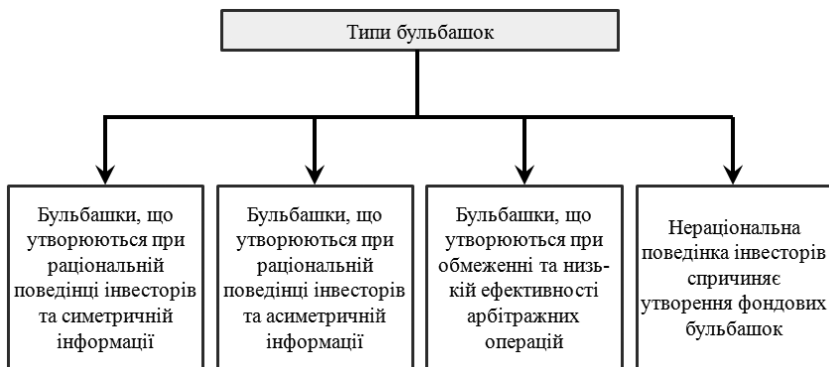 Типи бульбашок
Бульбашки, що
утворюються при
раціональній
поведінці інвесторів
та симетричній
інформації
Бульбашки, що
утворюються при
раціональній
поведінці інвесторів
та асиметричній
інформації
Бульбашки, що
утворюються при
обмеженні та низь-
кій ефективності
арбітражних
операцій
Нераціональна
поведінка інвесторів
спричиняє
утворення фондових
бульбашок